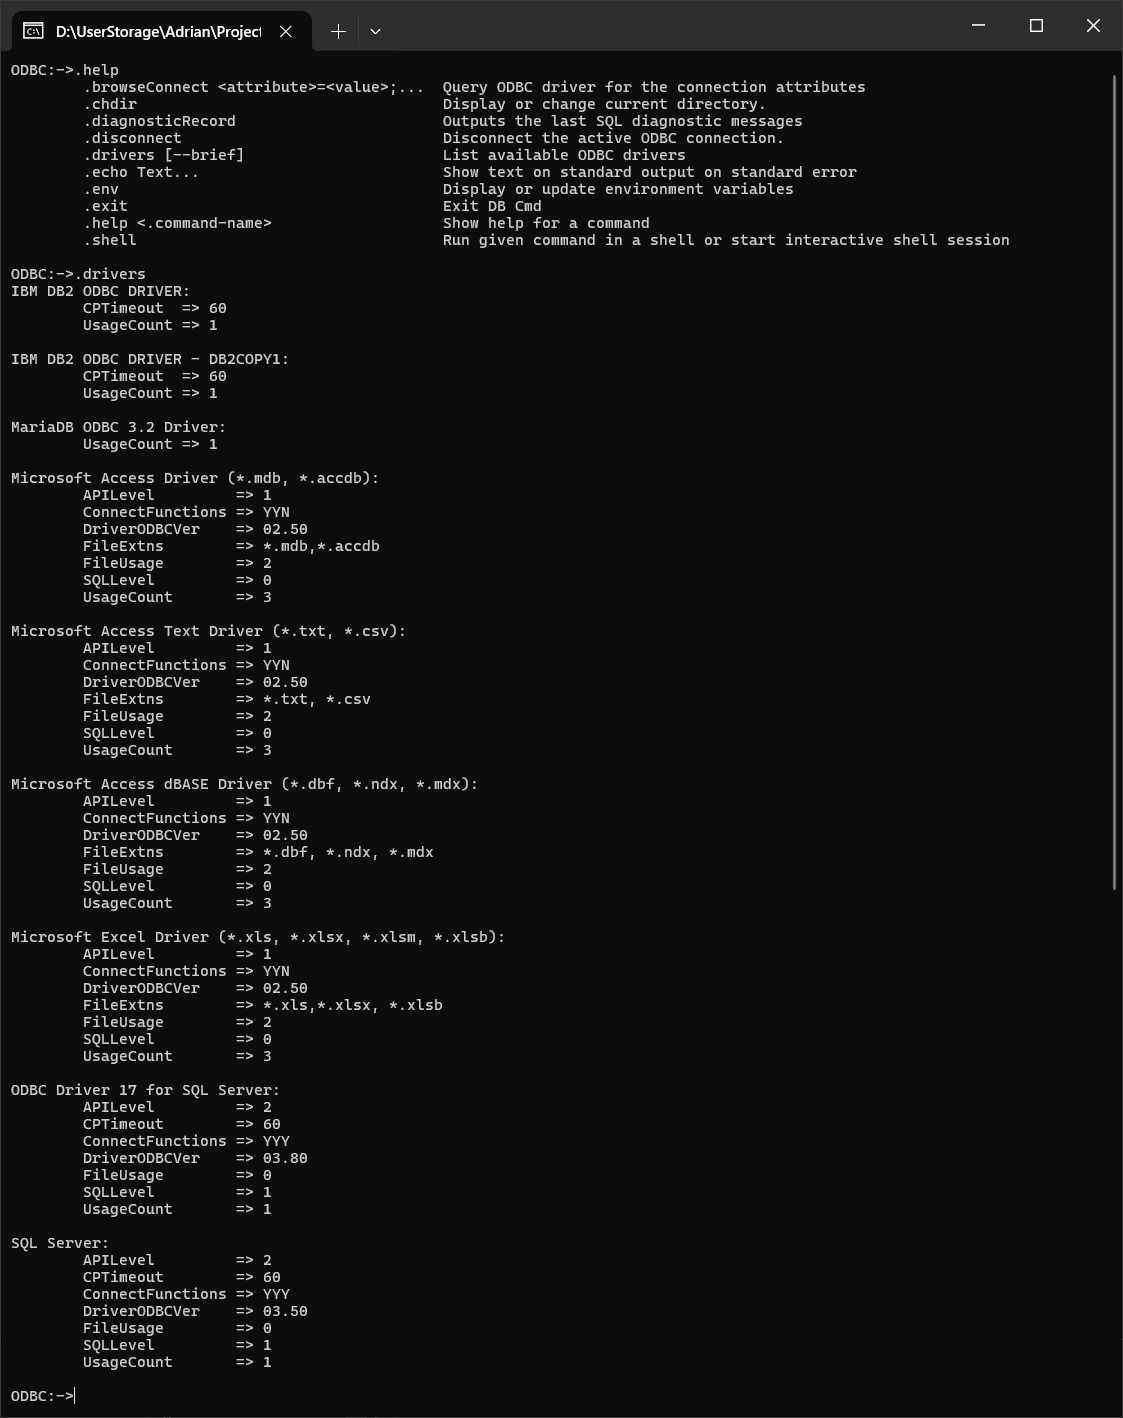 D:\UserStorage\Adrian\Project
ODBC:->.help
        .browseConnect <attribute>=<value>;...  Query ODBC driver for the connection attributes
        .chdir                                  Display or change current directory.
        .diagnosticRecord                       Outputs the last SQL diagnostic messages
        .disconnect                             Disconnect the active ODBC connection.
        .drivers [--brief]                      List available ODBC drivers
        .echo Text...                           Show text on standard output on standard error
        .env                                    Display or update environment variables
        .exit                                   Exit DB Cmd
        .help <.command-name>                   Show help for a command
        .shell                                  Run given command in a shell or start interactive shell session

ODBC:->.drivers
IBM DB2 ODBC DRIVER:
        CPTimeout  => 60
        UsageCount => 1

IBM DB2 ODBC DRIVER - DB2COPY1:
        CPTimeout  => 60
        UsageCount => 1

MariaDB ODBC 3.2 Driver:
        UsageCount => 1

Microsoft Access Driver (*.mdb, *.accdb):
        APILevel         => 1
        ConnectFunctions => YYN
        DriverODBCVer    => 02.50
        FileExtns        => *.mdb,*.accdb
        FileUsage        => 2
        SQLLevel         => 0
        UsageCount       => 3

Microsoft Access Text Driver (*.txt, *.csv):
        APILevel         => 1
        ConnectFunctions => YYN
        DriverODBCVer    => 02.50
        FileExtns        => *.txt, *.csv
        FileUsage        => 2
        SQLLevel         => 0
        UsageCount       => 3

Microsoft Access dBASE Driver (*.dbf, *.ndx, *.mdx):
        APILevel         => 1
        ConnectFunctions => YYN
        DriverODBCVer    => 02.50
        FileExtns        => *.dbf, *.ndx, *.mdx
        FileUsage        => 2
        SQLLevel         => 0
        UsageCount       => 3

Microsoft Excel Driver (*.xls, *.xlsx, *.xlsm, *.xlsb):
        APILevel         => 1
        ConnectFunctions => YYN
        DriverODBCVer    => 02.50
        FileExtns        => *.xls,*.xlsx, *.xlsb
        FileUsage        => 2
        SQLLevel         => 0
        UsageCount       => 3

ODBC Driver 17 for SQL Server:
        APILevel         => 2
        CPTimeout        => 60
        ConnectFunctions => YYY
        DriverODBCVer    => 03.80
        FileUsage        => 0
        SQLLevel         => 1
        UsageCount       => 1

SQL Server:
        APILevel         => 2
        CPTimeout        => 60
        ConnectFunctions => YYY
        DriverODBCVer    => 03.50
        FileUsage        => 0
        SQLLevel         => 1
        UsageCount       => 1

ODBC:->